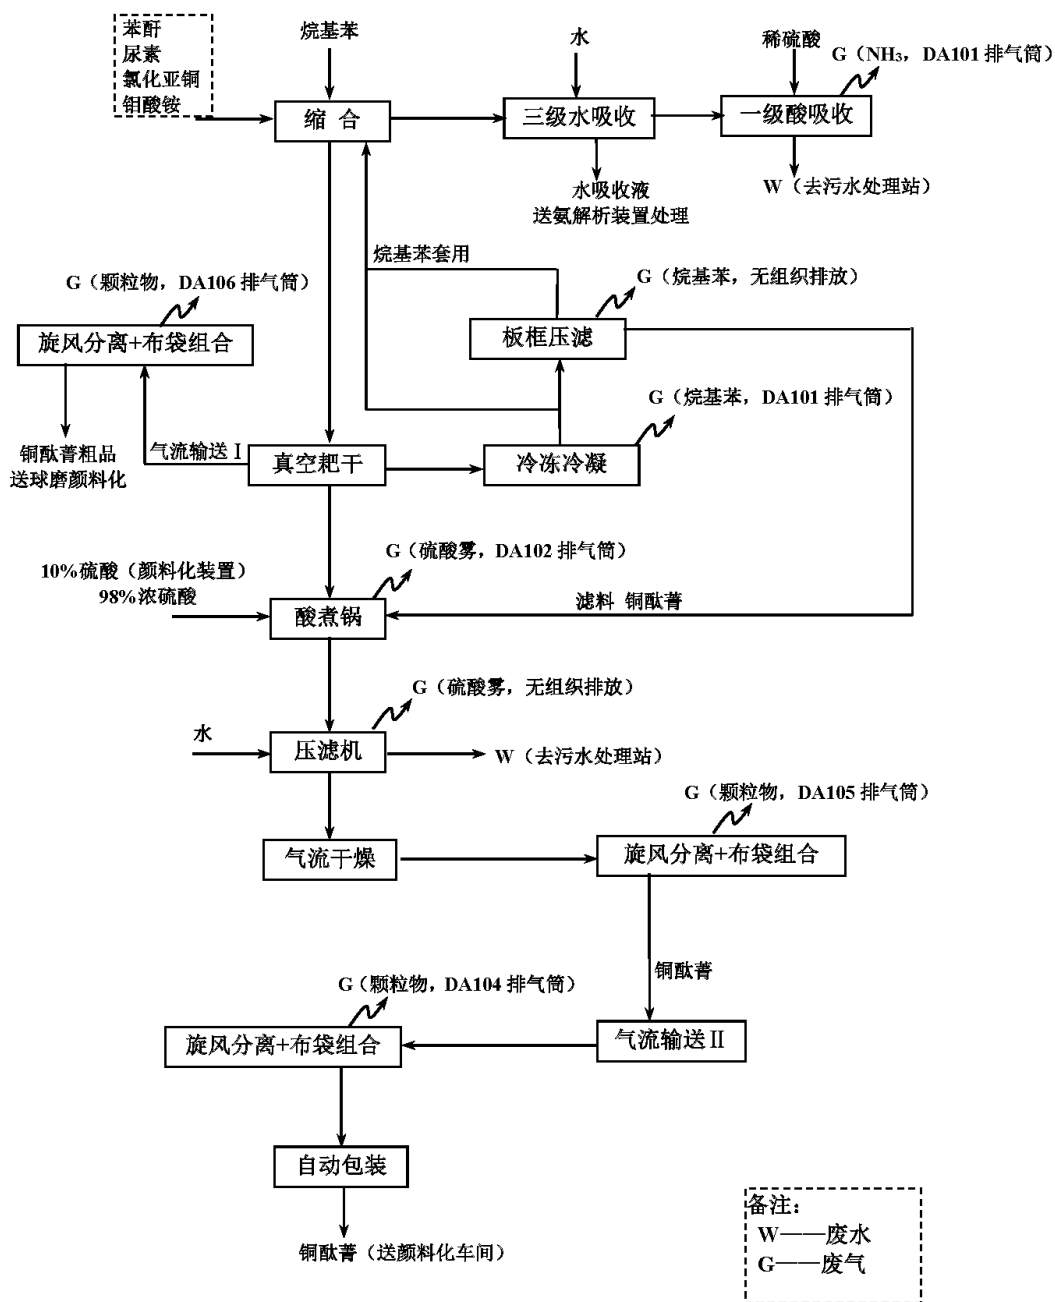 苯酐
尿素
氯化亚铜
钼酸铵
烷基苯
水
稀硫酸
G（NH₃，DA101 排气筒）
缩 合
三级水吸收
一级酸吸收
水吸收液
送氨解析装置处理
W（去污水处理站）
烷基苯套用
G（颗粒物，DA106 排气筒）
G（烷基苯，无组织排放）
旋风分离+布袋组合
板框压滤
G（烷基苯，DA101 排气筒）
铜酞菁粗品
送球磨颜料化
气流输送Ⅰ
真空耙干
冷冻冷凝
G（硫酸雾，DA102 排气筒）
10%硫酸（颜料化装置）
98%浓硫酸
酸煮锅
滤料 铜酞菁
G（硫酸雾，无组织排放）
水
压滤机
W（去污水处理站）
G（颗粒物，DA105 排气筒）
气流干燥
旋风分离+布袋组合
铜酞菁
G（颗粒物，DA104 排气筒）
旋风分离+布袋组合
气流输送Ⅱ
自动包装
铜酞菁（送颜料化车间）
备注：
W——废水
G——废气